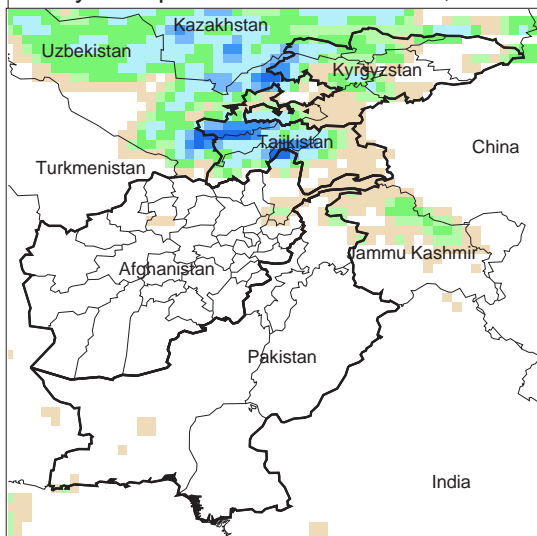 Kazakhstan
Uzbekistan
Kyrgyzstan
Tajikistan
China
Turkmenistan
Jammu Kashmir
Afghanistan
Pakistan
India